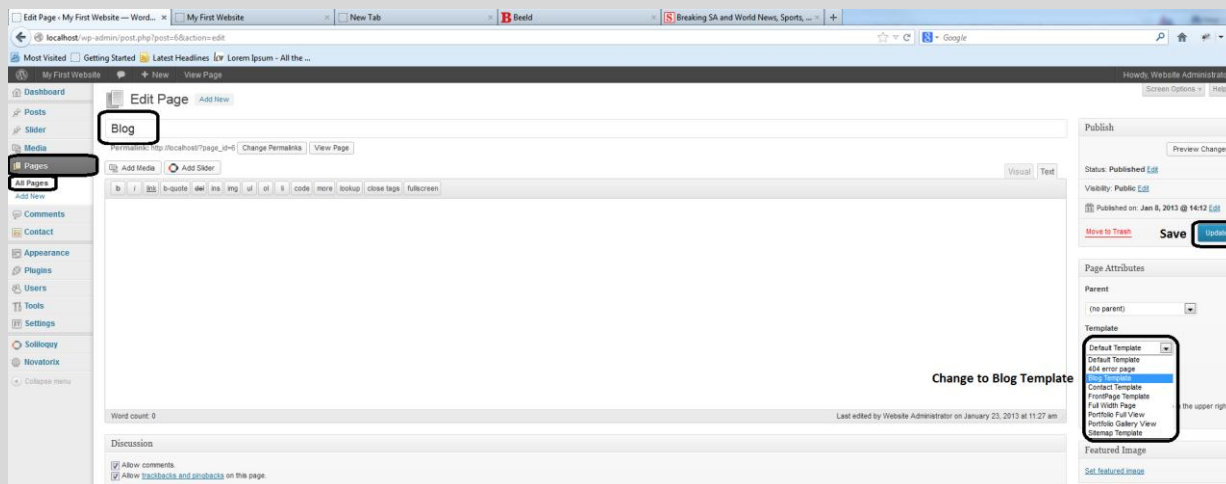 Edit Page ‹ My First Website — Word...
My First Website
New Tab
Beeld
Breaking SA and World News, Sports, ...
localhost/wp-admin/post.php?post=6&action=edit
Google
Most Visited Getting Started Latest Headlines Lorem Ipsum - All the ...
My First Website + New View Page
Howdy, Website Administrato
Screen Options Help
Dashboard
Posts
Slider
Media
Pages
All Pages
Add New
Comments
Contact
Appearance
Plugins
Users
Tools
Settings
Soliloquy
Novatorix
Collapse menu
Edit Page Add New
Blog
Permalink: http://localhost/?page_id=6 Change Permalinks View Page
Add Media Add Slider
Visual Text
b i link b-quote del ins img ul ol li code more lookup close tags fullscreen
Word count: 0
Last edited by Website Administrator on January 23, 2013 at 11:27 am
Discussion
Allow comments.
Allow trackbacks and pingbacks on this page.
Publish
Preview Change
Status: Published Edit
Visibility: Public Edit
Published on: Jan 8, 2013 @ 14:12 Edit
Move to Trash Save Update
Page Attributes
Parent
(no parent)
Template
Default Template
Default Template
404 error page
Blog Template
Change to Blog Template
Contact Template
FrontPage Template
Full Width Page
Portfolio Full View
Portfolio Gallery View
Sitemap Template
the upper righ
Featured Image
Set featured image